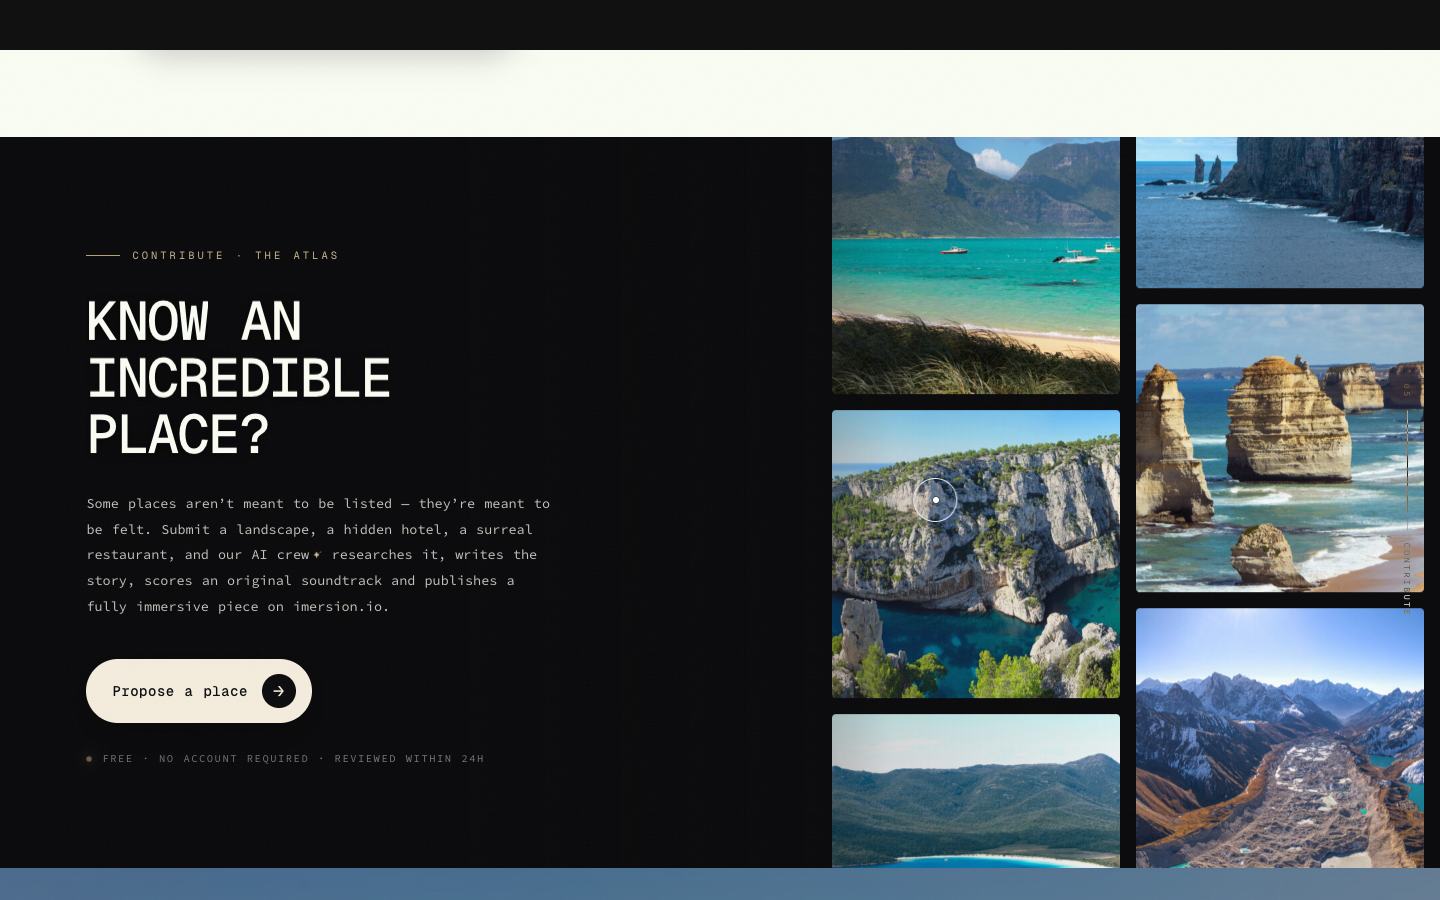 CONTRIBUTE · THE ATLAS
KNOW AN
INCREDIBLE
PLACE?
Some places aren’t meant to be listed — they’re meant to
be felt. Submit a landscape, a hidden hotel, a surreal
restaurant, and our AI crew✦ researches it, writes the
story, scores an original soundtrack and publishes a
fully immersive piece on imersion.io.
Propose a place →
FREE · NO ACCOUNT REQUIRED · REVIEWED WITHIN 24H
05
CONTRIBUTE